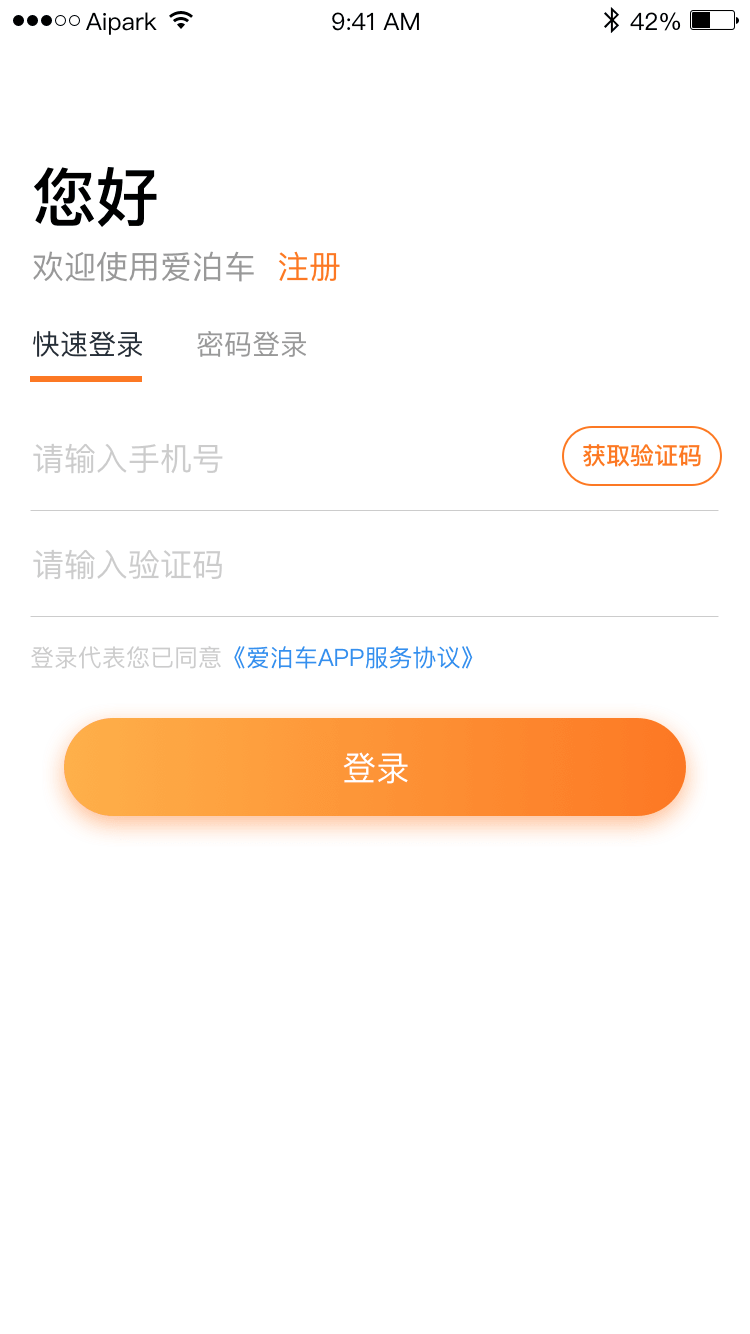 Aipark 9:41 AM 42%
您好
欢迎使用爱泊车 注册
快速登录 密码登录
请输入手机号 获取验证码
请输入验证码
登录代表您已同意《爱泊车APP服务协议》
登录